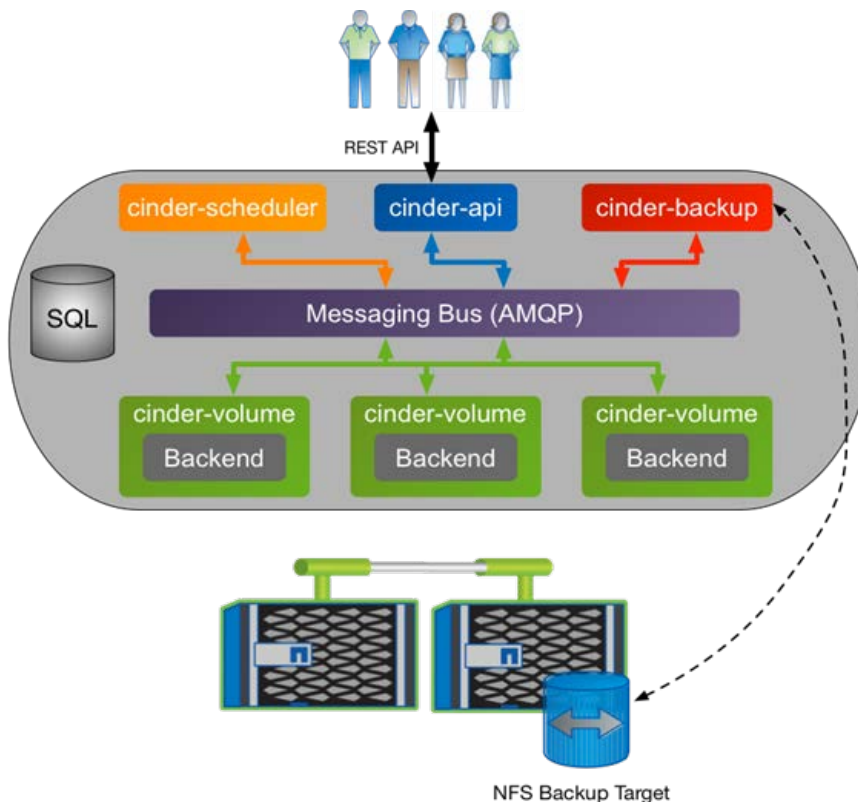 REST API
cinder-scheduler
cinder-api
cinder-backup
SQL
Messaging Bus (AMQP)
cinder-volume
cinder-volume
cinder-volume
Backend
Backend
Backend
NFS Backup Target